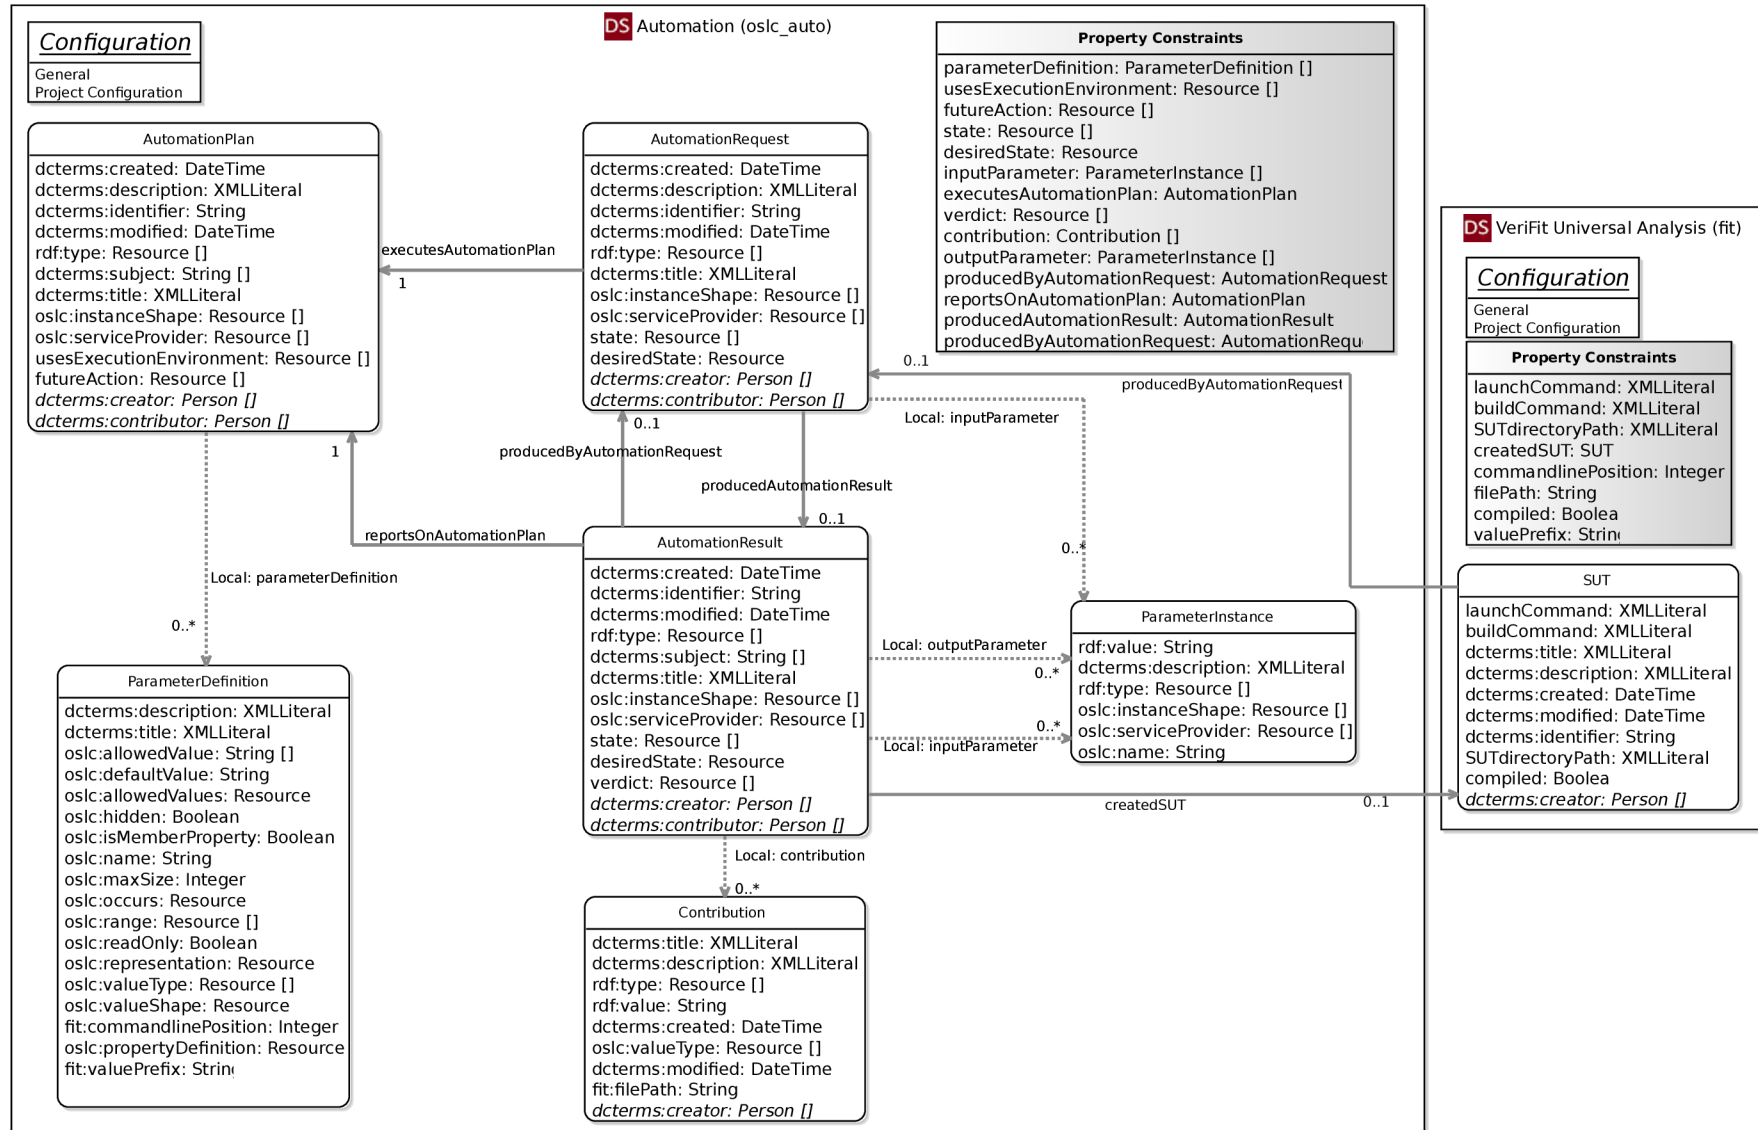 DS Automation (oslc_auto)
Configuration
General
Project Configuration
Property Constraints
parameterDefinition: ParameterDefinition []
usesExecutionEnvironment: Resource []
futureAction: Resource []
state: Resource []
desiredState: Resource
inputParameter: ParameterInstance []
executesAutomationPlan: AutomationPlan
verdict: Resource []
contribution: Contribution []
outputParameter: ParameterInstance []
producedByAutomationRequest: AutomationRequest
reportsOnAutomationPlan: AutomationPlan
producedAutomationResult: AutomationResult
producedByAutomationRequest: AutomationRequ
AutomationPlan
dcterms:created: DateTime
dcterms:description: XMLLiteral
dcterms:identifier: String
dcterms:modified: DateTime
rdf:type: Resource []
dcterms:subject: String []
dcterms:title: XMLLiteral
oslc:instanceShape: Resource []
oslc:serviceProvider: Resource []
usesExecutionEnvironment: Resource []
futureAction: Resource []
dcterms:creator: Person []
dcterms:contributor: Person []
executesAutomationPlan
1
AutomationRequest
dcterms:created: DateTime
dcterms:description: XMLLiteral
dcterms:identifier: String
dcterms:modified: DateTime
rdf:type: Resource []
dcterms:title: XMLLiteral
oslc:instanceShape: Resource []
oslc:serviceProvider: Resource []
state: Resource []
desiredState: Resource
dcterms:creator: Person []
dcterms:contributor: Person []
0..1
producedByAutomationRequest
Local: inputParameter
0..*
0..1
producedByAutomationRequest
producedAutomationResult
0..1
1
reportsOnAutomationPlan
Local: parameterDefinition
0..*
ParameterDefinition
dcterms:description: XMLLiteral
dcterms:title: XMLLiteral
oslc:allowedValue: String []
oslc:defaultValue: String
oslc:allowedValues: Resource
oslc:hidden: Boolean
oslc:isMemberProperty: Boolean
oslc:name: String
oslc:maxSize: Integer
oslc:occurs: Resource
oslc:range: Resource []
oslc:readOnly: Boolean
oslc:representation: Resource
oslc:valueType: Resource []
oslc:valueShape: Resource
fit:commandlinePosition: Integer
oslc:propertyDefinition: Resource
fit:valuePrefix: String
AutomationResult
dcterms:created: DateTime
dcterms:identifier: String
dcterms:modified: DateTime
rdf:type: Resource []
dcterms:subject: String []
dcterms:title: XMLLiteral
oslc:instanceShape: Resource []
oslc:serviceProvider: Resource []
state: Resource []
desiredState: Resource
verdict: Resource []
dcterms:creator: Person []
dcterms:contributor: Person []
Local: outputParameter
0..*
0..*
Local: inputParameter
createdSUT
0..1
ParameterInstance
rdf:value: String
dcterms:description: XMLLiteral
rdf:type: Resource []
oslc:instanceShape: Resource []
oslc:serviceProvider: Resource []
oslc:name: String
Local: contribution
0..*
Contribution
dcterms:title: XMLLiteral
dcterms:description: XMLLiteral
rdf:type: Resource []
rdf:value: String
dcterms:created: DateTime
oslc:valueType: Resource []
dcterms:modified: DateTime
fit:filePath: String
dcterms:creator: Person []
DS VeriFit Universal Analysis (fit)
Configuration
General
Project Configuration
Property Constraints
launchCommand: XMLLiteral
buildCommand: XMLLiteral
SUTdirectoryPath: XMLLiteral
createdSUT: SUT
commandlinePosition: Integer
filePath: String
compiled: Boolea
valuePrefix: String
SUT
launchCommand: XMLLiteral
buildCommand: XMLLiteral
dcterms:title: XMLLiteral
dcterms:description: XMLLiteral
dcterms:created: DateTime
dcterms:modified: DateTime
dcterms:identifier: String
SUTdirectoryPath: XMLLiteral
compiled: Boolea
dcterms:creator: Person []